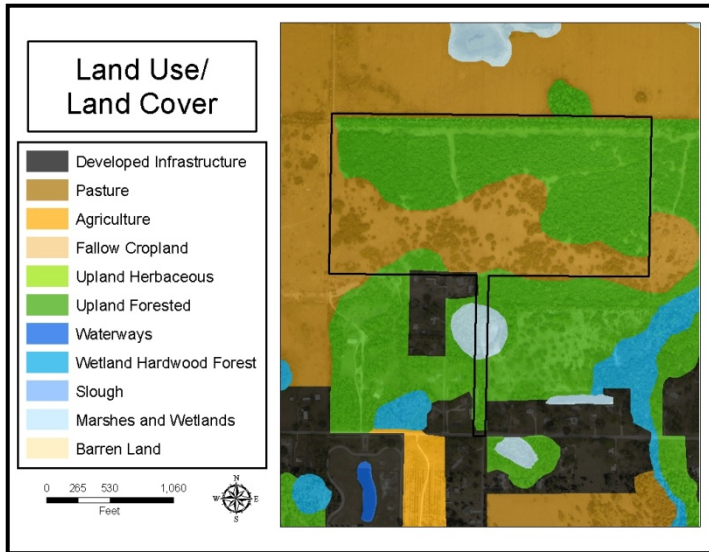 Land Use/
Land Cover
Developed Infrastructure
Pasture
Agriculture
Fallow Cropland
Upland Herbaceous
Upland Forested
Waterways
Wetland Hardwood Forest
Slough
Marshes and Wetlands
Barren Land
0 265 530 1,060
Feet
N
W E
S